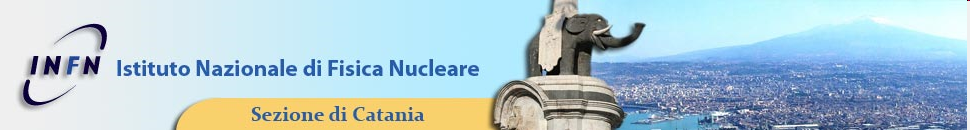 INFN
Istituto Nazionale di Fisica Nucleare
Sezione di Catania